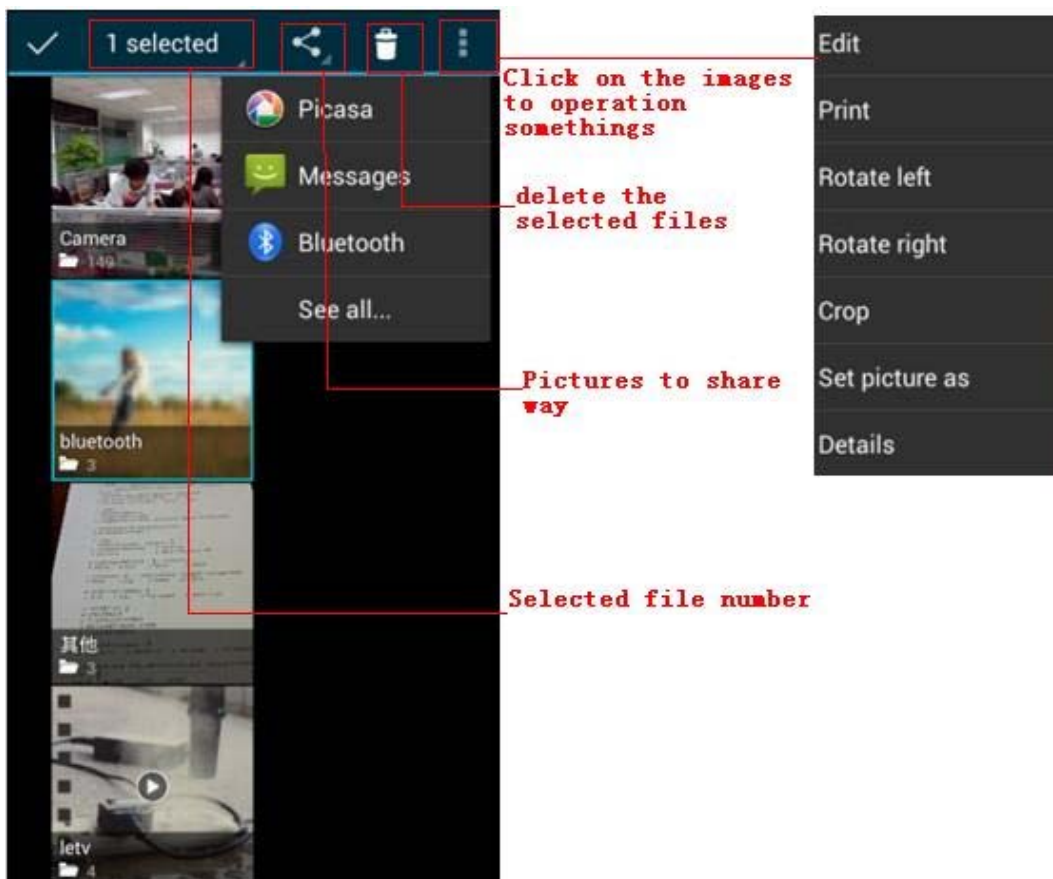 1 selected
Picasa
Messages
Bluetooth
See all...
Camera
149
bluetooth
3
其他
3
letv
4
Click on the images
to operation
somethings
delete the
selected files
Pictures to share
way
Selected file number
Edit
Print
Rotate left
Rotate right
Crop
Set picture as
Details